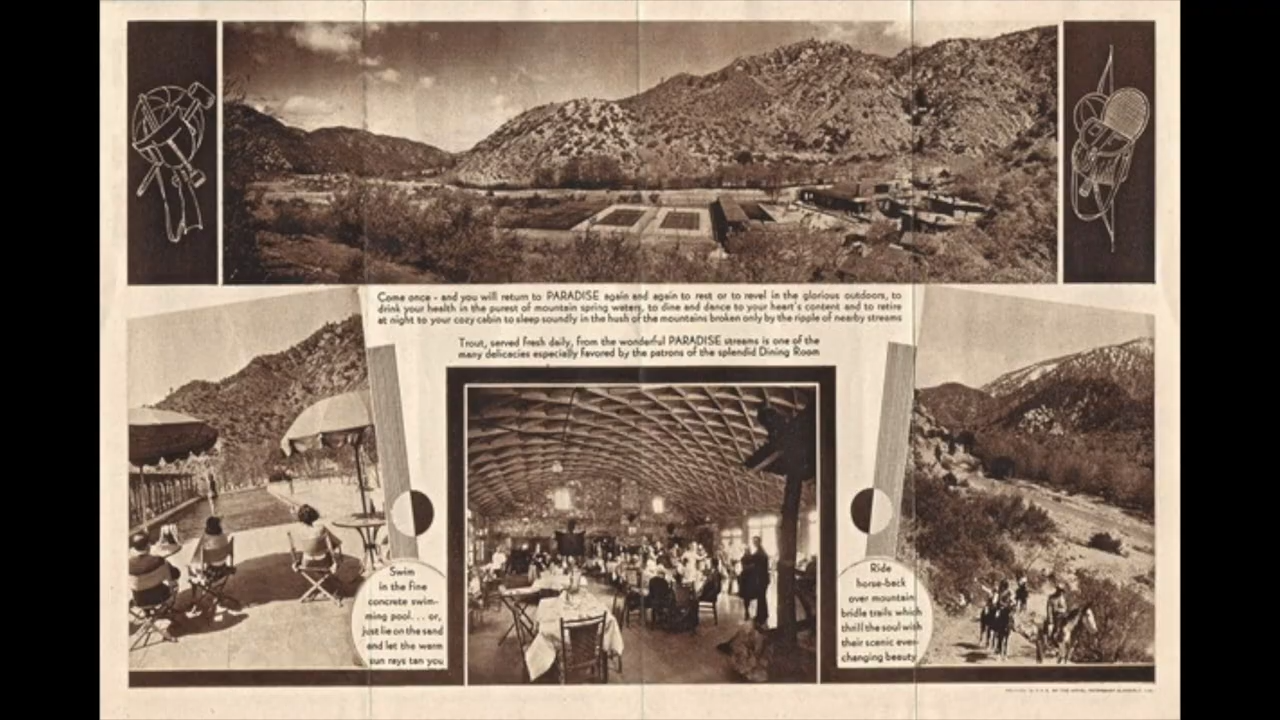 Come once - and you will return to PARADISE again and again to rest or to revel in the glorious outdoors, to
drink your health in the purest of mountain spring waters, to dine and dance to your heart's content and to retire
at night to your cozy cabin to sleep soundly in the hush of the mountains broken only by the ripple of nearby streams
Trout, served fresh daily, from the wonderful PARADISE streams is one of the
many delicacies especially favored by the patrons of the splendid Dining Room
Swim
in the fine
concrete swim-
ming pool... or,
just lie on the sand
and let the warm
sun rays tan you
Ride
horse-back
over mountain
bridle trails which
thrill the soul with
their scenic ever-
changing beauty